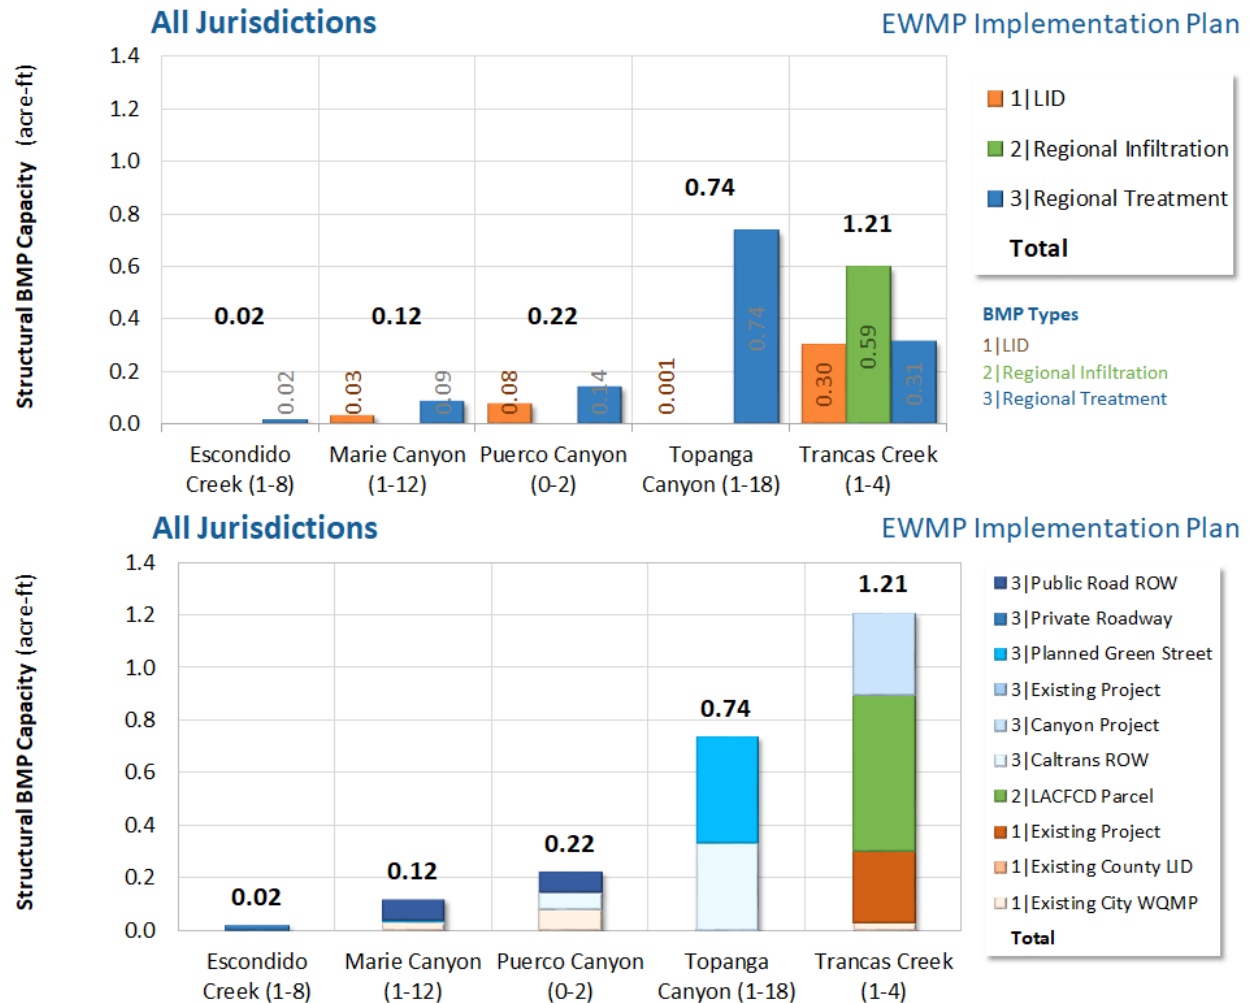 All Jurisdictions
EWMP Implementation Plan
Structural BMP Capacity (acre-ft)
1.4
1.2
1.0
0.8
0.6
0.4
0.2
0.0
0.02
0.12
0.22
0.74
1.21
0.02
0.03
0.09
0.08
0.14
0.001
0.74
0.30
0.59
0.31
Escondido
Creek (1-8)
Marie Canyon
(1-12)
Puerco Canyon
(0-2)
Topanga
Canyon (1-18)
Trancas Creek
(1-4)
1|LID
2|Regional Infiltration
3|Regional Treatment
Total
BMP Types
1|LID
2|Regional Infiltration
3|Regional Treatment
All Jurisdictions
EWMP Implementation Plan
Structural BMP Capacity (acre-ft)
1.4
1.2
1.0
0.8
0.6
0.4
0.2
0.0
0.02
0.12
0.22
0.74
1.21
Escondido
Creek (1-8)
Marie Canyon
(1-12)
Puerco Canyon
(0-2)
Topanga
Canyon (1-18)
Trancas Creek
(1-4)
3|Public Road ROW
3|Private Roadway
3|Planned Green Street
3|Existing Project
3|Canyon Project
3|Caltrans ROW
2|LACFCD Parcel
1|Existing Project
1|Existing County LID
1|Existing City WQMP
Total